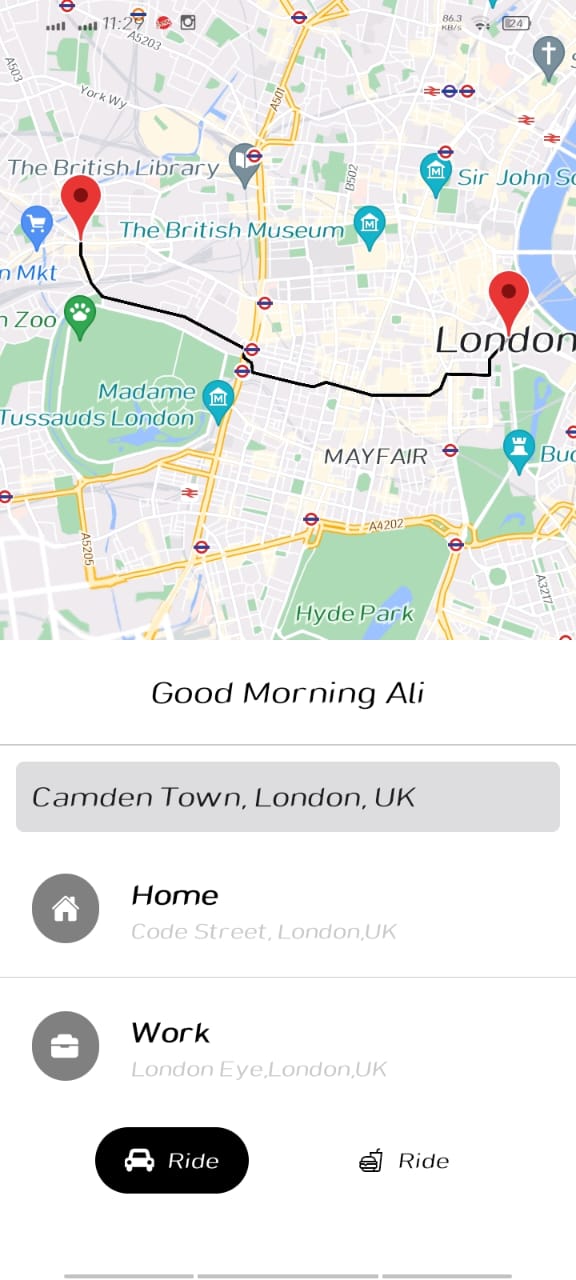 11:29
86.3
KB/s
24
A5203
A503
York Wy
A501
The British Library
B502
Sir John So
The British Museum
n Mkt
n Zoo
London
Madame
Tussauds London
MAYFAIR
Buc
A4202
A5205
A3217
Hyde Park
Good Morning Ali
Camden Town, London, UK
Home
Code Street, London,UK
Work
London Eye,London,UK
Ride
Ride